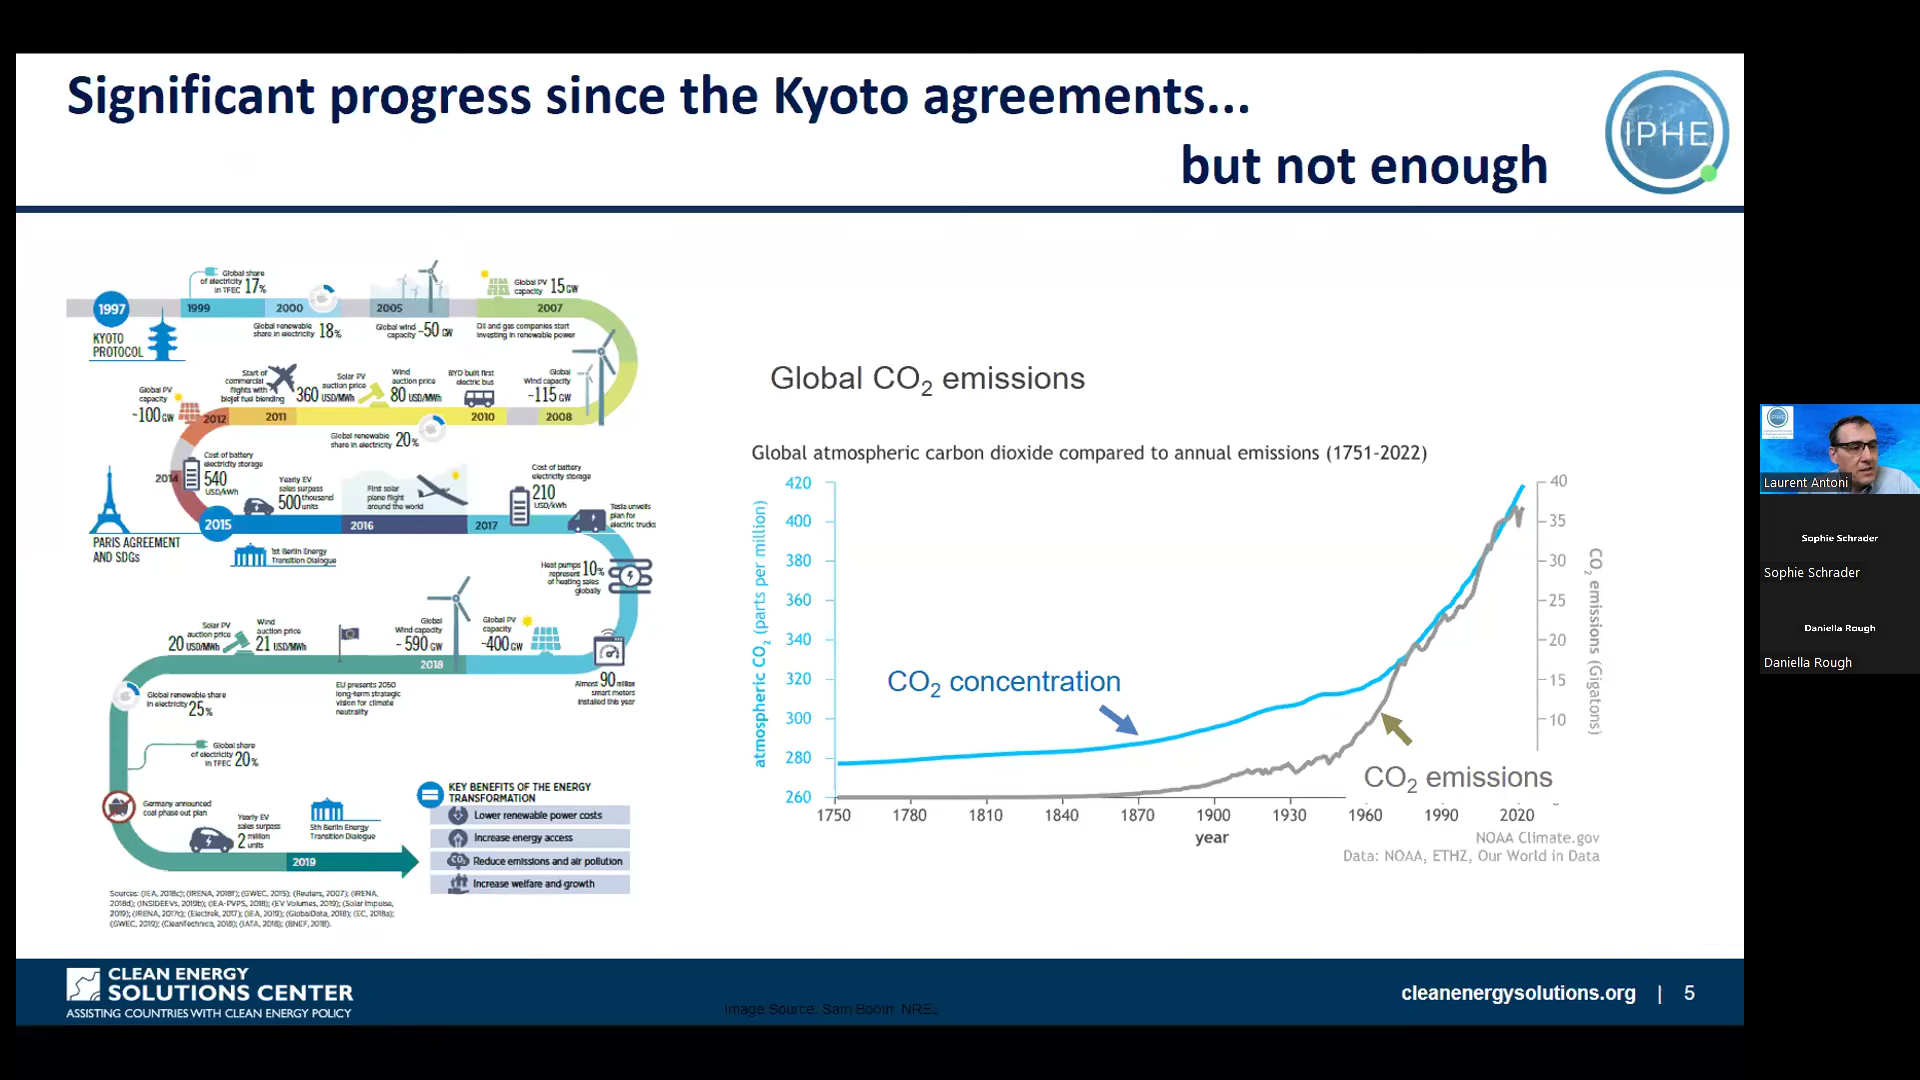 Significant progress since the Kyoto agreements...
but not enough
IPHE
1997
KYOTO
PROTOCOL
Global share
of electricity
in TFEC 17%
1999
2000
Global renewable
share in electricity 18%
2005
Global wind
capacity ~50 GW
Global PV
capacity 15 GW
2007
Oil and gas companies start
investing in renewable power
Global PV
capacity
~100 GW
2012
Start of
commercial
flights with
biojet fuel blending
2011
Solar PV
auction price
360 USD/MWh
Wind
auction price
80 USD/MWh
BYD built first
electric bus
2010
Global
Wind capacity
~115 GW
2008
Global renewable
share in electricity 20%
2014
Cost of battery
electricity storage
540
USD/kWh
Yearly EV
sales surpass
500 thousand
units
First solar
plane flight
around the world
Cost of battery
electricity storage
210
USD/kWh
Tesla unveils
plan for
electric trucks
2015
2016
2017
PARIS AGREEMENT
AND SDGs
1st Berlin Energy
Transition Dialogue
Heat pumps
represent 10%
of heating sales
globally
Solar PV
auction price
20 USD/MWh
Wind
auction price
21 USD/MWh
Global
Wind capacity
~ 590 GW
Global PV
capacity
~400 GW
2018
EU presents 2050
long-term strategic
vision for climate
neutrality
Almost 90 million
smart meters
installed this year
Global renewable share
in electricity 25%
Global share
of electricity
in TFEC 20%
Germany announced
coal phase out plan
Yearly EV
sales surpass
2 million
units
5th Berlin Energy
Transition Dialogue
2019
KEY BENEFITS OF THE ENERGY
TRANSFORMATION
Lower renewable power costs
Increase energy access
CO₂
Reduce emissions and air pollution
Increase welfare and growth
Sources: (IEA, 2018c); (IRENA, 2018f); (GWEC, 2015); (Reuters, 2007); (IRENA,
2018d); (INSIDEEVs, 2019b); (IEA-PVPS, 2018); (EV Volumes, 2019); (Solar Impulse,
2019); (IRENA, 2017c); (Electrek, 2017); (IEA, 2019); (GlobalData, 2018); (EC, 2018a);
(GWEC, 2019); (CleanTechnica, 2018); (IATA, 2018); (BNEF, 2018).
Global CO₂ emissions
Global atmospheric carbon dioxide compared to annual emissions (1751-2022)
atmospheric CO₂ (parts per million)
420
400
380
360
340
320
300
280
260
40
35
30
25
20
15
10
CO₂ emissions (Gigatons)
CO₂ concentration
CO₂ emissions
1750 1780 1810 1840 1870 1900 1930 1960 1990 2020
year
NOAA Climate.gov
Data: NOAA, ETHZ, Our World in Data
CLEAN ENERGY
SOLUTIONS CENTER
ASSISTING COUNTRIES WITH CLEAN ENERGY POLICY
Image Source: Sam Booth, NREL
cleanenergysolutions.org | 5
IPHE
Laurent Antoni
Sophie Schrader
Sophie Schrader
Daniella Rough
Daniella Rough